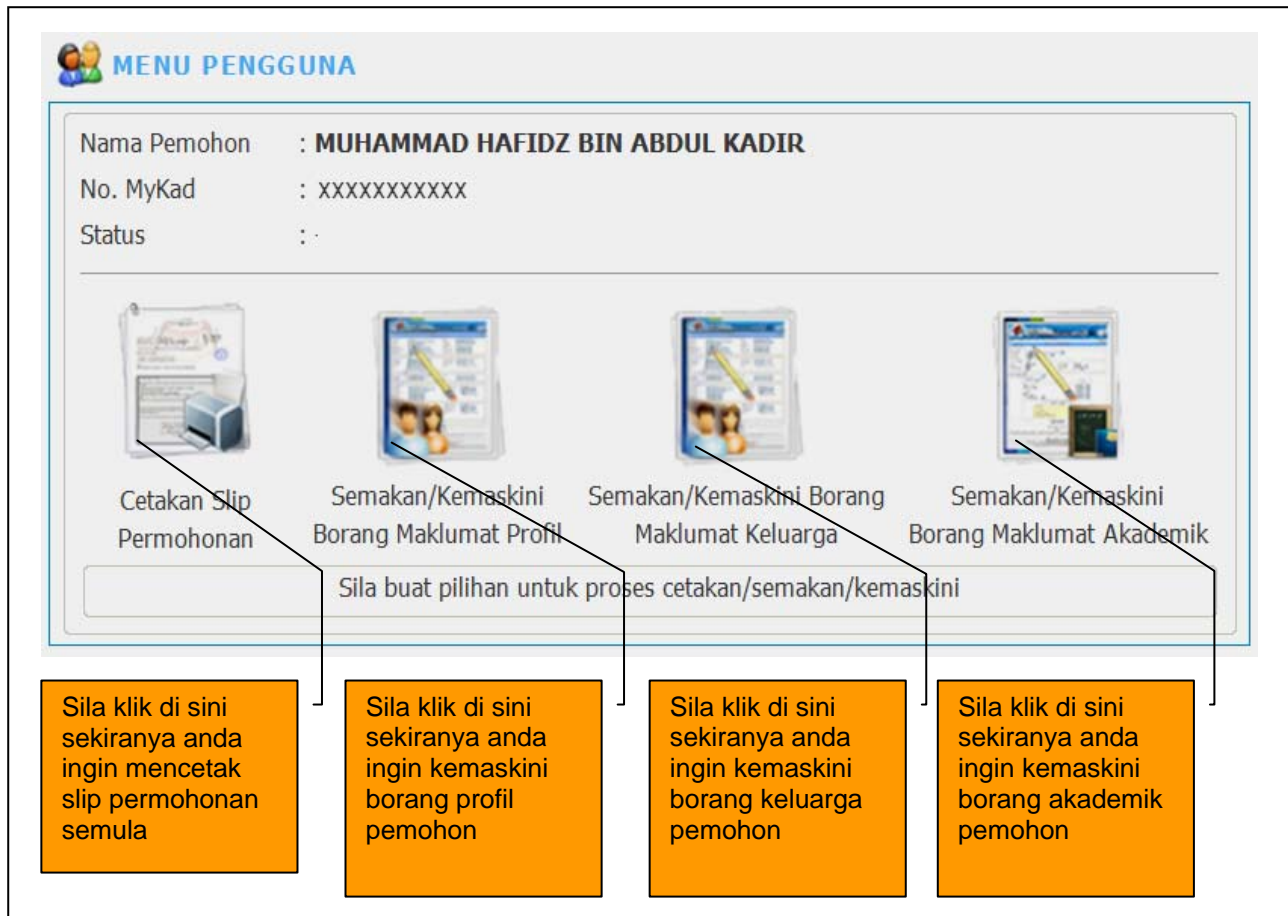 MENU PENGGUNA
Nama Pemohon : MUHAMMAD HAFIDZ BIN ABDUL KADIR
No. MyKad : XXXXXXXXXXX
Status : .
Cetakan Slip
Permohonan
Semakan/Kemaskini
Borang Maklumat Profil
Semakan/Kemaskini Borang
Maklumat Keluarga
Semakan/Kemaskini
Borang Maklumat Akademik
Sila buat pilihan untuk proses cetakan/semakan/kemaskini
Sila klik di sini
sekiranya anda
ingin mencetak
slip permohonan
semula
Sila klik di sini
sekiranya anda
ingin kemaskini
borang profil
pemohon
Sila klik di sini
sekiranya anda
ingin kemaskini
borang keluarga
pemohon
Sila klik di sini
sekiranya anda
ingin kemaskini
borang akademik
pemohon